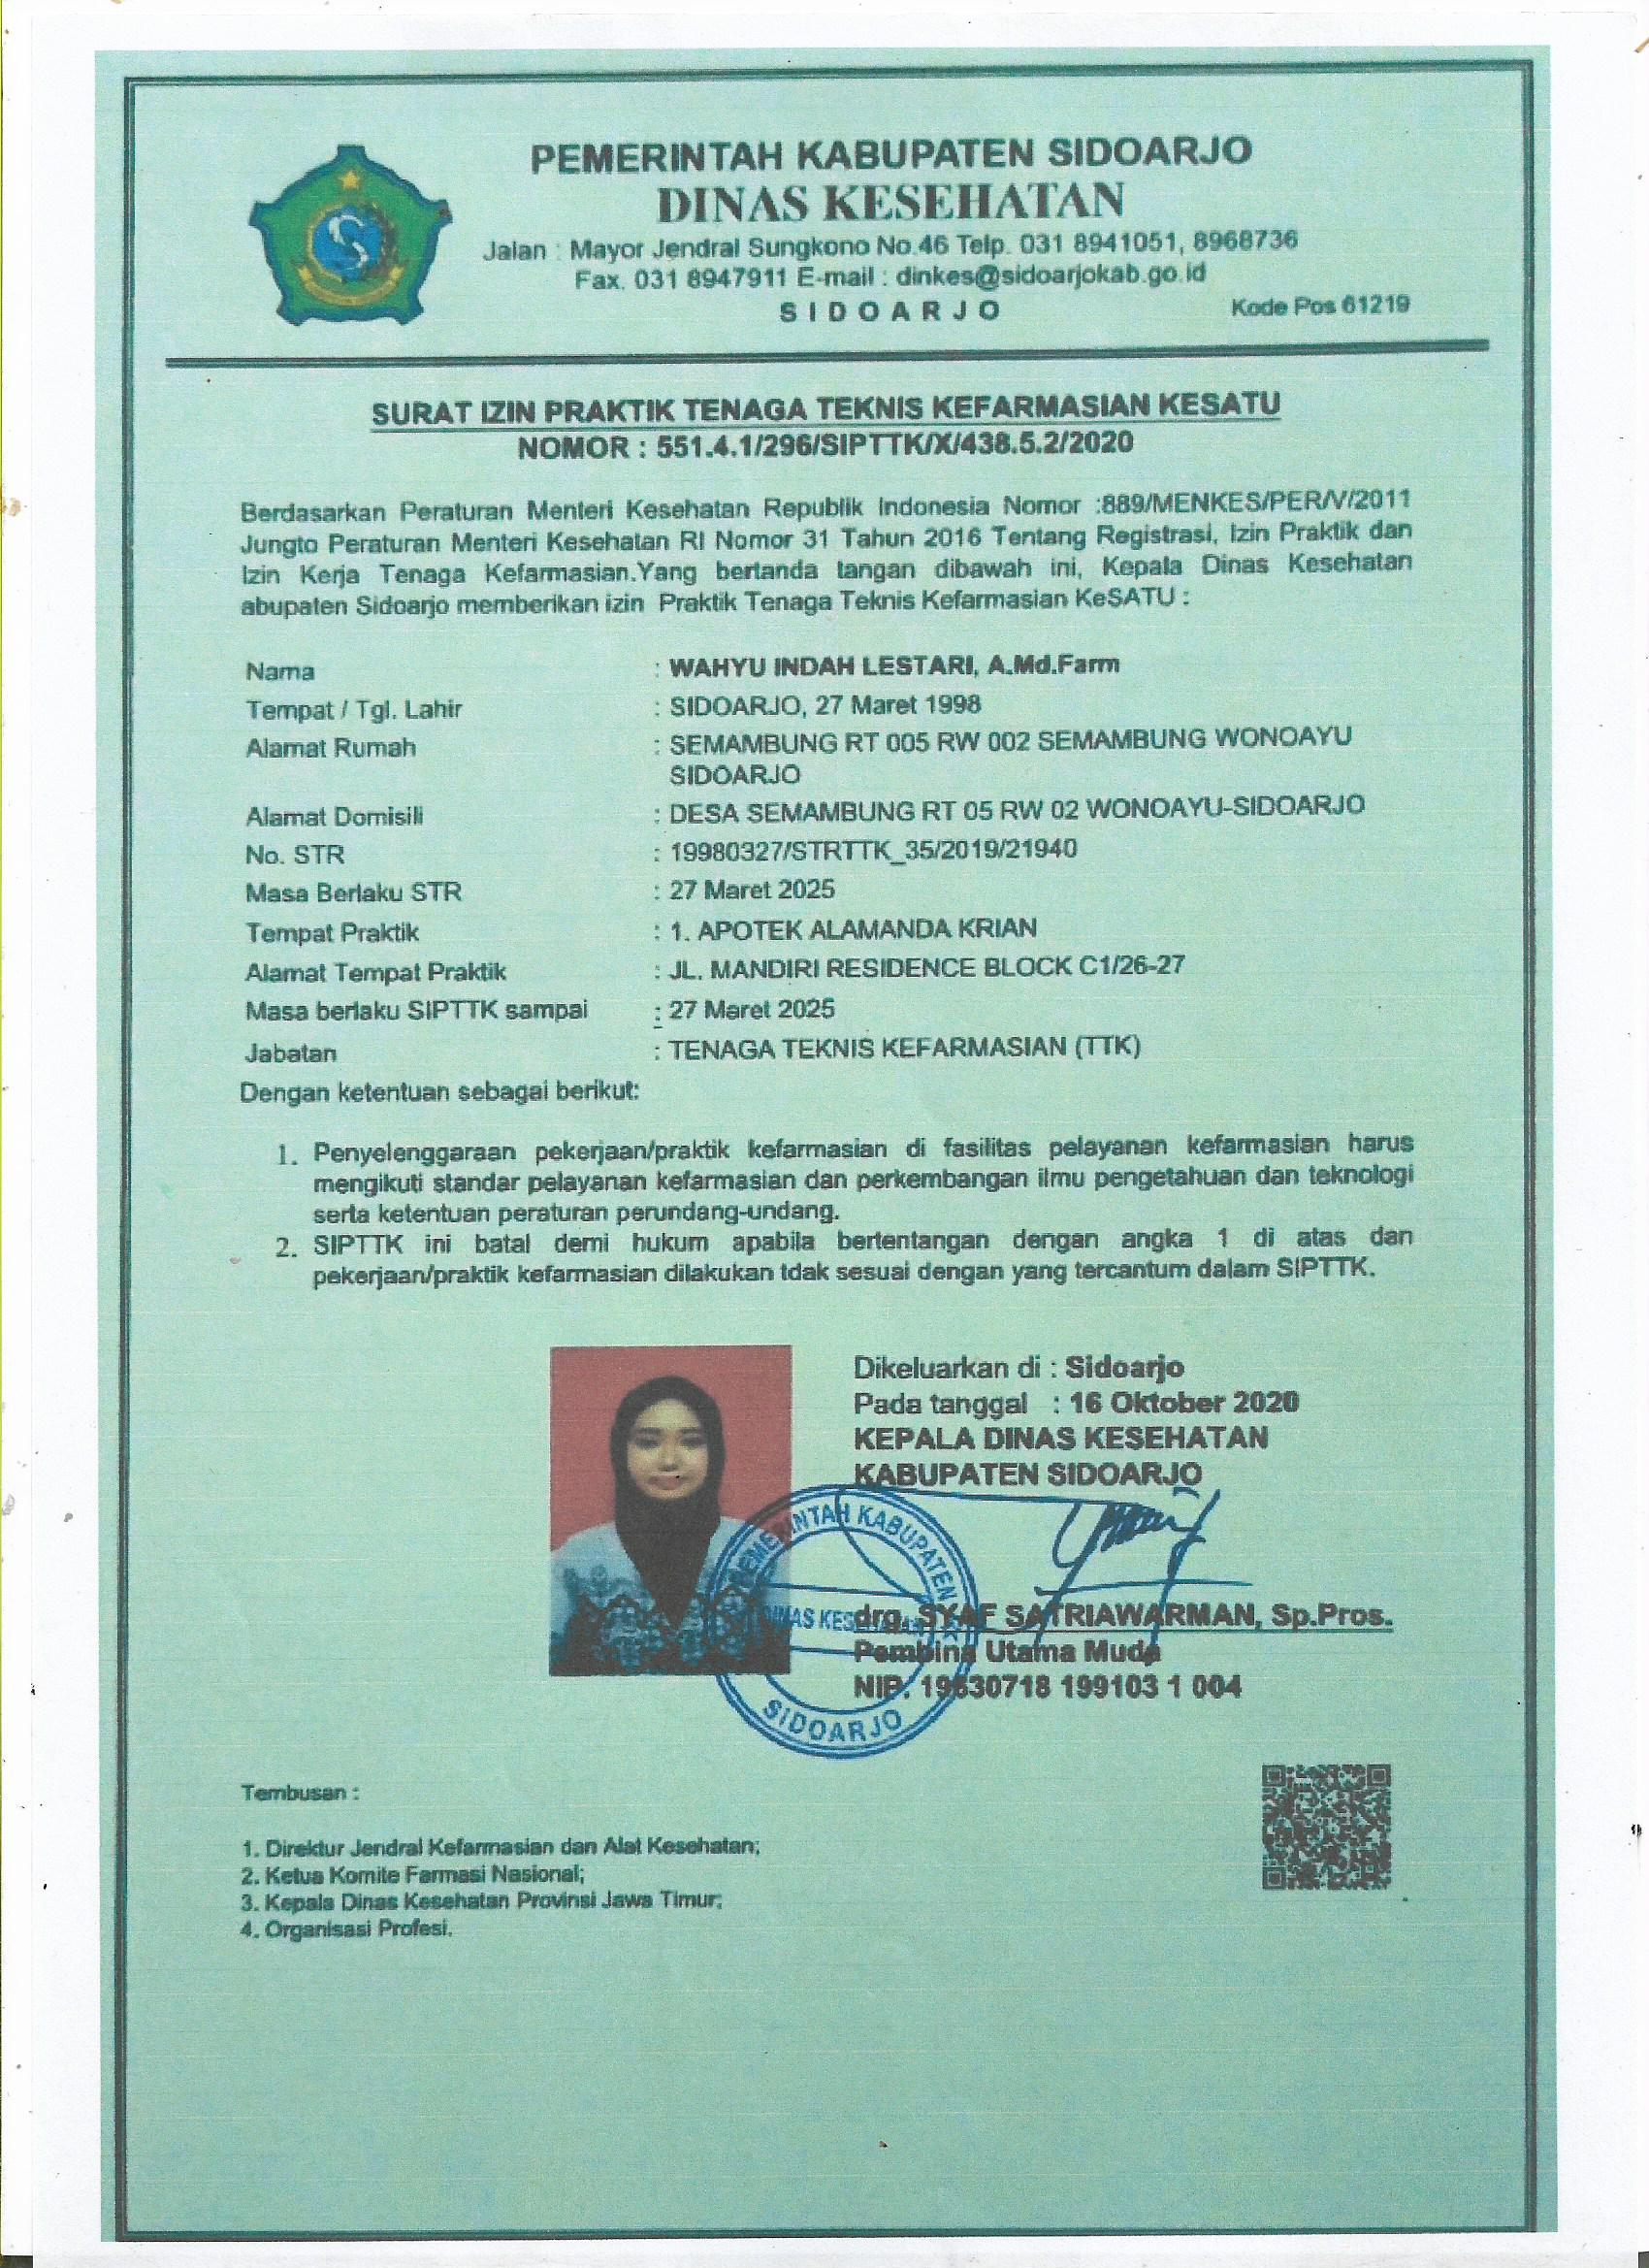 PEMERINTAH KABUPATEN SIDOARJO
DINAS KESEHATAN
Jalan : Mayor Jendral Sungkono No.46 Telp. 031 8941051, 8968736
Fax. 031 8947911 E-mail : dinkes@sidoarjokab.go.id
SIDOARJO
Kode Pos 61219
SURAT IZIN PRAKTIK TENAGA TEKNIS KEFARMASIAN KESATU
NOMOR : 551.4.1/296/SIPTTK/X/438.5.2/2020
Berdasarkan Peraturan Menteri Kesehatan Republik Indonesia Nomor :889/MENKES/PER/V/2011
Jungto Peraturan Menteri Kesehatan RI Nomor 31 Tahun 2016 Tentang Registrasi, Izin Praktik dan
Izin Kerja Tenaga Kefarmasian.Yang bertanda tangan dibawah ini, Kepala Dinas Kesehatan
abupaten Sidoarjo memberikan izin Praktik Tenaga Teknis Kefarmasian KeSATU :
Nama : WAHYU INDAH LESTARI, A.Md.Farm
Tempat / Tgl. Lahir : SIDOARJO, 27 Maret 1998
Alamat Rumah : SEMAMBUNG RT 005 RW 002 SEMAMBUNG WONOAYU
SIDOARJO
Alamat Domisili : DESA SEMAMBUNG RT 05 RW 02 WONOAYU-SIDOARJO
No. STR : 19980327/STRTTK_35/2019/21940
Masa Berlaku STR : 27 Maret 2025
Tempat Praktik : 1. APOTEK ALAMANDA KRIAN
Alamat Tempat Praktik : JL. MANDIRI RESIDENCE BLOCK C1/26-27
Masa berlaku SIPTTK sampai : 27 Maret 2025
Jabatan : TENAGA TEKNIS KEFARMASIAN (TTK)
Dengan ketentuan sebagai berikut:
1. Penyelenggaraan pekerjaan/praktik kefarmasian di fasilitas pelayanan kefarmasian harus
mengikuti standar pelayanan kefarmasian dan perkembangan ilmu pengetahuan dan teknologi
serta ketentuan peraturan perundang-undang.
2. SIPTTK ini batal demi hukum apabila bertentangan dengan angka 1 di atas dan
pekerjaan/praktik kefarmasian dilakukan tdak sesuai dengan yang tercantum dalam SIPTTK.
Dikeluarkan di : Sidoarjo
Pada tanggal : 16 Oktober 2020
KEPALA DINAS KESEHATAN
KABUPATEN SIDOARJO
PEMERINTAH KABUPATEN
DINAS KESEHATAN
SIDOARJO
drg. SYAF SATRIAWARMAN, Sp.Pros.
Pembina Utama Muda
NIP. 19630718 199103 1 004
Tembusan :
1. Direktur Jendral Kefarmasian dan Alat Kesehatan;
2. Ketua Komite Farmasi Nasional;
3. Kepala Dinas Kesehatan Provinsi Jawa Timur;
4. Organisasi Profesi.